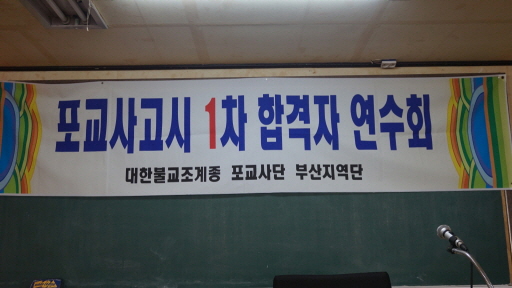 포교사고시 1차 합격자 연수회
대한불교조계종 포교사단 부산지역단